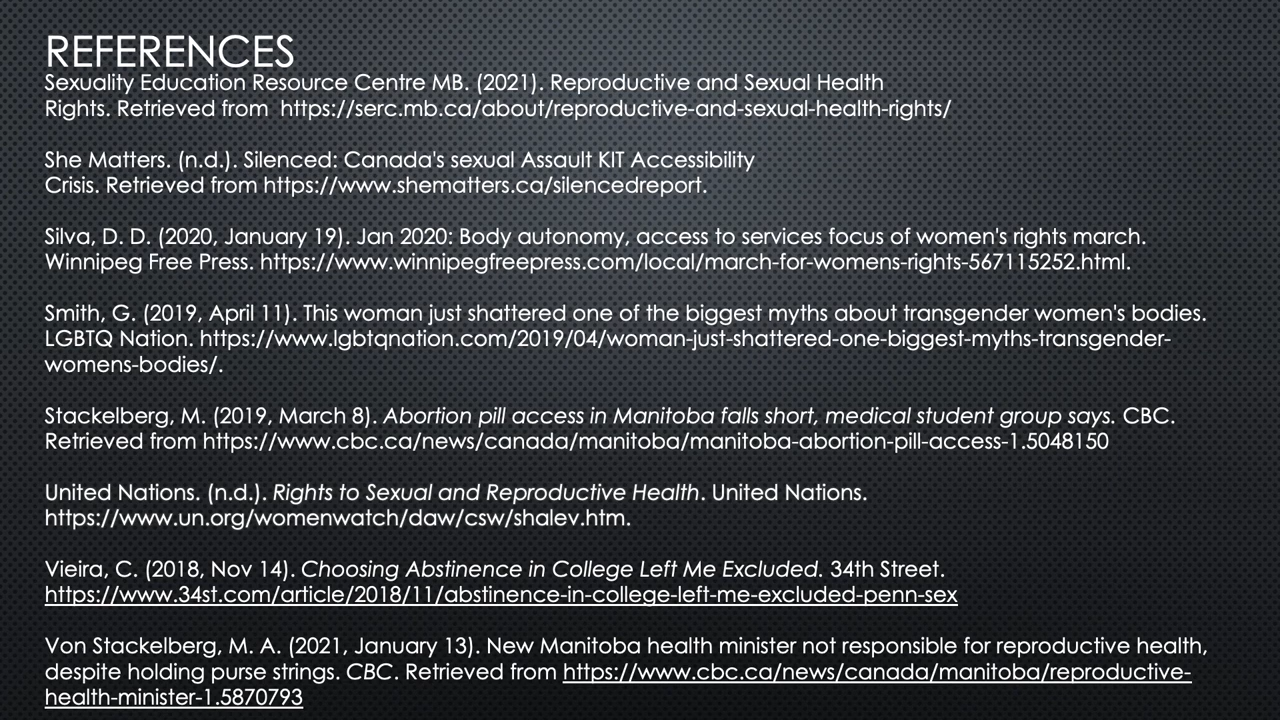 REFERENCES
Sexuality Education Resource Centre MB. (2021). Reproductive and Sexual Health
Rights. Retrieved from  https://serc.mb.ca/about/reproductive-and-sexual-health-rights/
She Matters. (n.d.). Silenced: Canada's sexual Assault KIT Accessibility
Crisis. Retrieved from https://www.shematters.ca/silencedreport.
Silva, D. D. (2020, January 19). Jan 2020: Body autonomy, access to services focus of women's rights march.
Winnipeg Free Press. https://www.winnipegfreepress.com/local/march-for-womens-rights-567115252.html.
Smith, G. (2019, April 11). This woman just shattered one of the biggest myths about transgender women's bodies.
LGBTQ Nation. https://www.lgbtqnation.com/2019/04/woman-just-shattered-one-biggest-myths-transgender-
womens-bodies/.
Stackelberg, M. (2019, March 8). Abortion pill access in Manitoba falls short, medical student group says. CBC.
Retrieved from https://www.cbc.ca/news/canada/manitoba/manitoba-abortion-pill-access-1.5048150
United Nations. (n.d.). Rights to Sexual and Reproductive Health. United Nations.
https://www.un.org/womenwatch/daw/csw/shalev.htm.
Vieira, C. (2018, Nov 14). Choosing Abstinence in College Left Me Excluded. 34th Street.
https://www.34st.com/article/2018/11/abstinence-in-college-left-me-excluded-penn-sex
Von Stackelberg, M. A. (2021, January 13). New Manitoba health minister not responsible for reproductive health,
despite holding purse strings. CBC. Retrieved from https://www.cbc.ca/news/canada/manitoba/reproductive-
health-minister-1.5870793